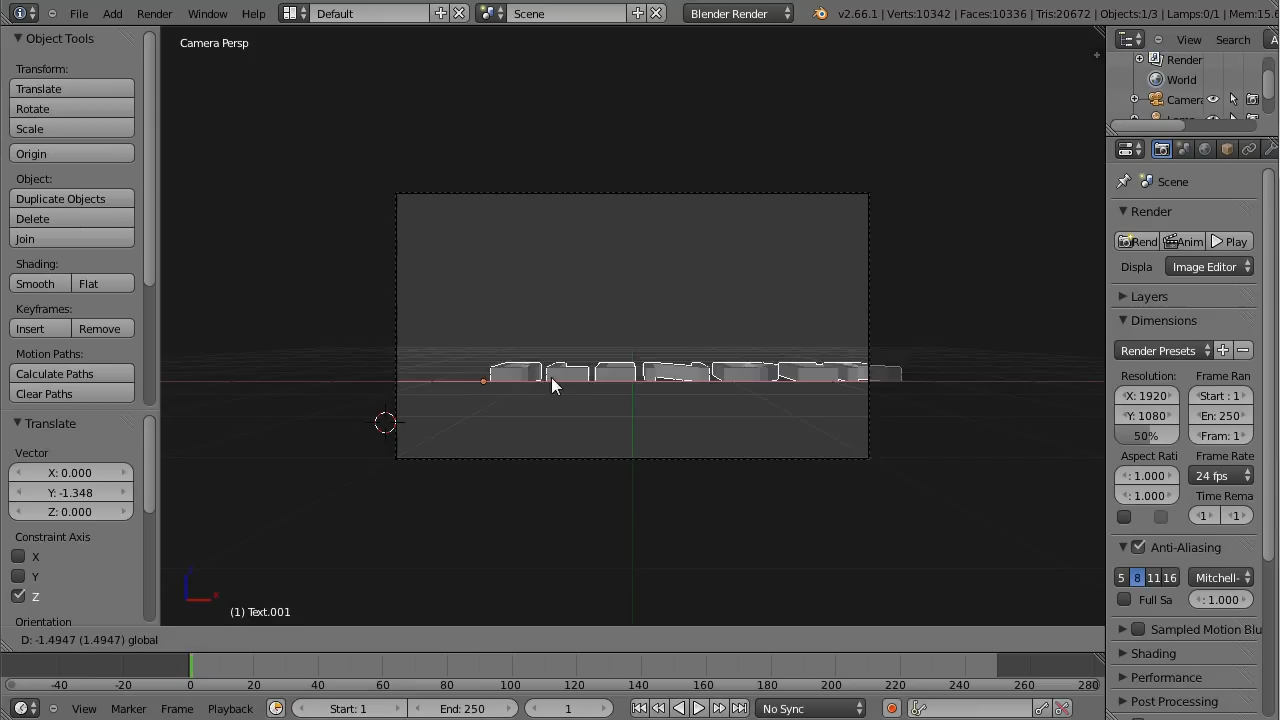 File Add Render Window Help Default Scene Blender Render v2.66.1 | Verts:10342 | Faces:10336 | Tris:20672 | Objects:1/3 | Lamps:0/1 | Mem:15.
Object Tools
Camera Persp
View Search A
Render
World
Camera
Transform:
Translate
Rotate
Scale
Origin
Object:
Duplicate Objects
Delete
Join
Shading:
Smooth Flat
Keyframes:
Insert Remove
Motion Paths:
Calculate Paths
Clear Paths
Translate
Vector
X: 0.000
Y: -1.348
Z: 0.000
Constraint Axis
X
Y
Z
Orientation
(1) Text.001
D: -1.4947 (1.4947) global
Scene
Render
Rend Anim Play
Displa Image Editor
Layers
Dimensions
Render Presets
Resolution: Frame Ran
X: 1920 Start : 1
Y: 1080 En: 250
50% Fram: 1
Aspect Rati Frame Rate
: 1.000 24 fps
: 1.000 Time Rema
1 1
Anti-Aliasing
5 8 11 16 Mitchell-
Full Sa : 1.000
Sampled Motion Blu
Shading
Performance
Post Processing
-40 -20 0 20 40 60 80 100 120 140 160 180 200 220 240 260 280
View Marker Frame Playback Start: 1 End: 250 1 No Sync